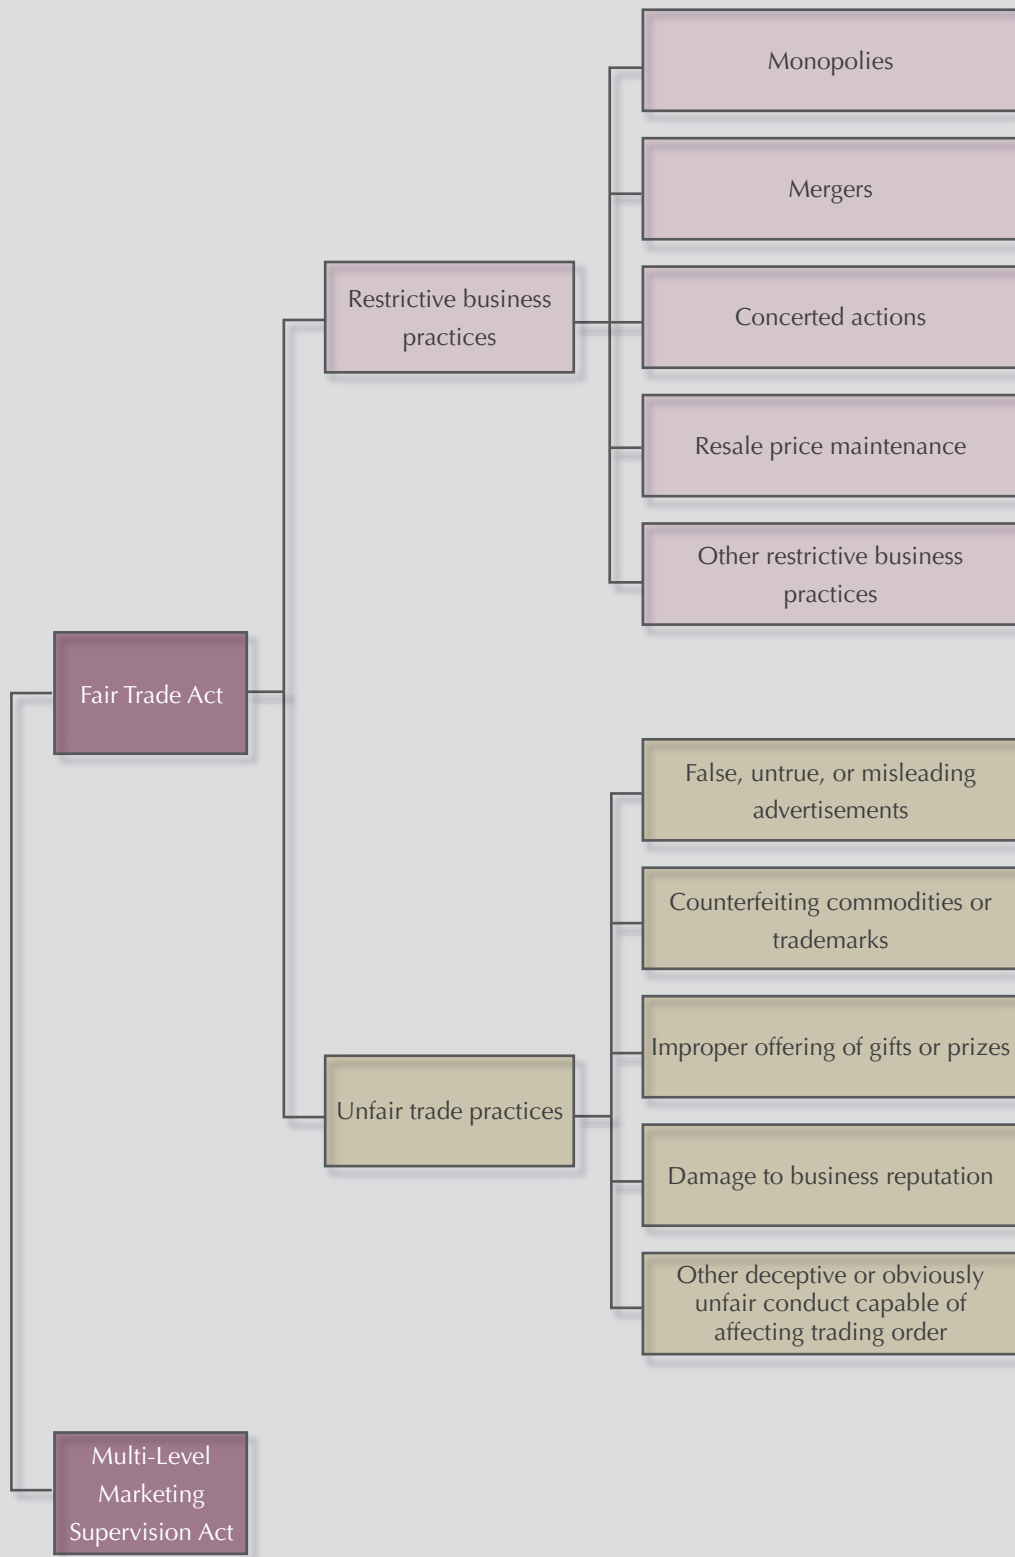 Monopolies
Mergers
Restrictive business
practices
Concerted actions
Resale price maintenance
Other restrictive business
practices
Fair Trade Act
False, untrue, or misleading
advertisements
Counterfeiting commodities or
trademarks
Improper offering of gifts or prizes
Unfair trade practices
Damage to business reputation
Other deceptive or obviously
unfair conduct capable of
affecting trading order
Multi-Level
Marketing
Supervision Act